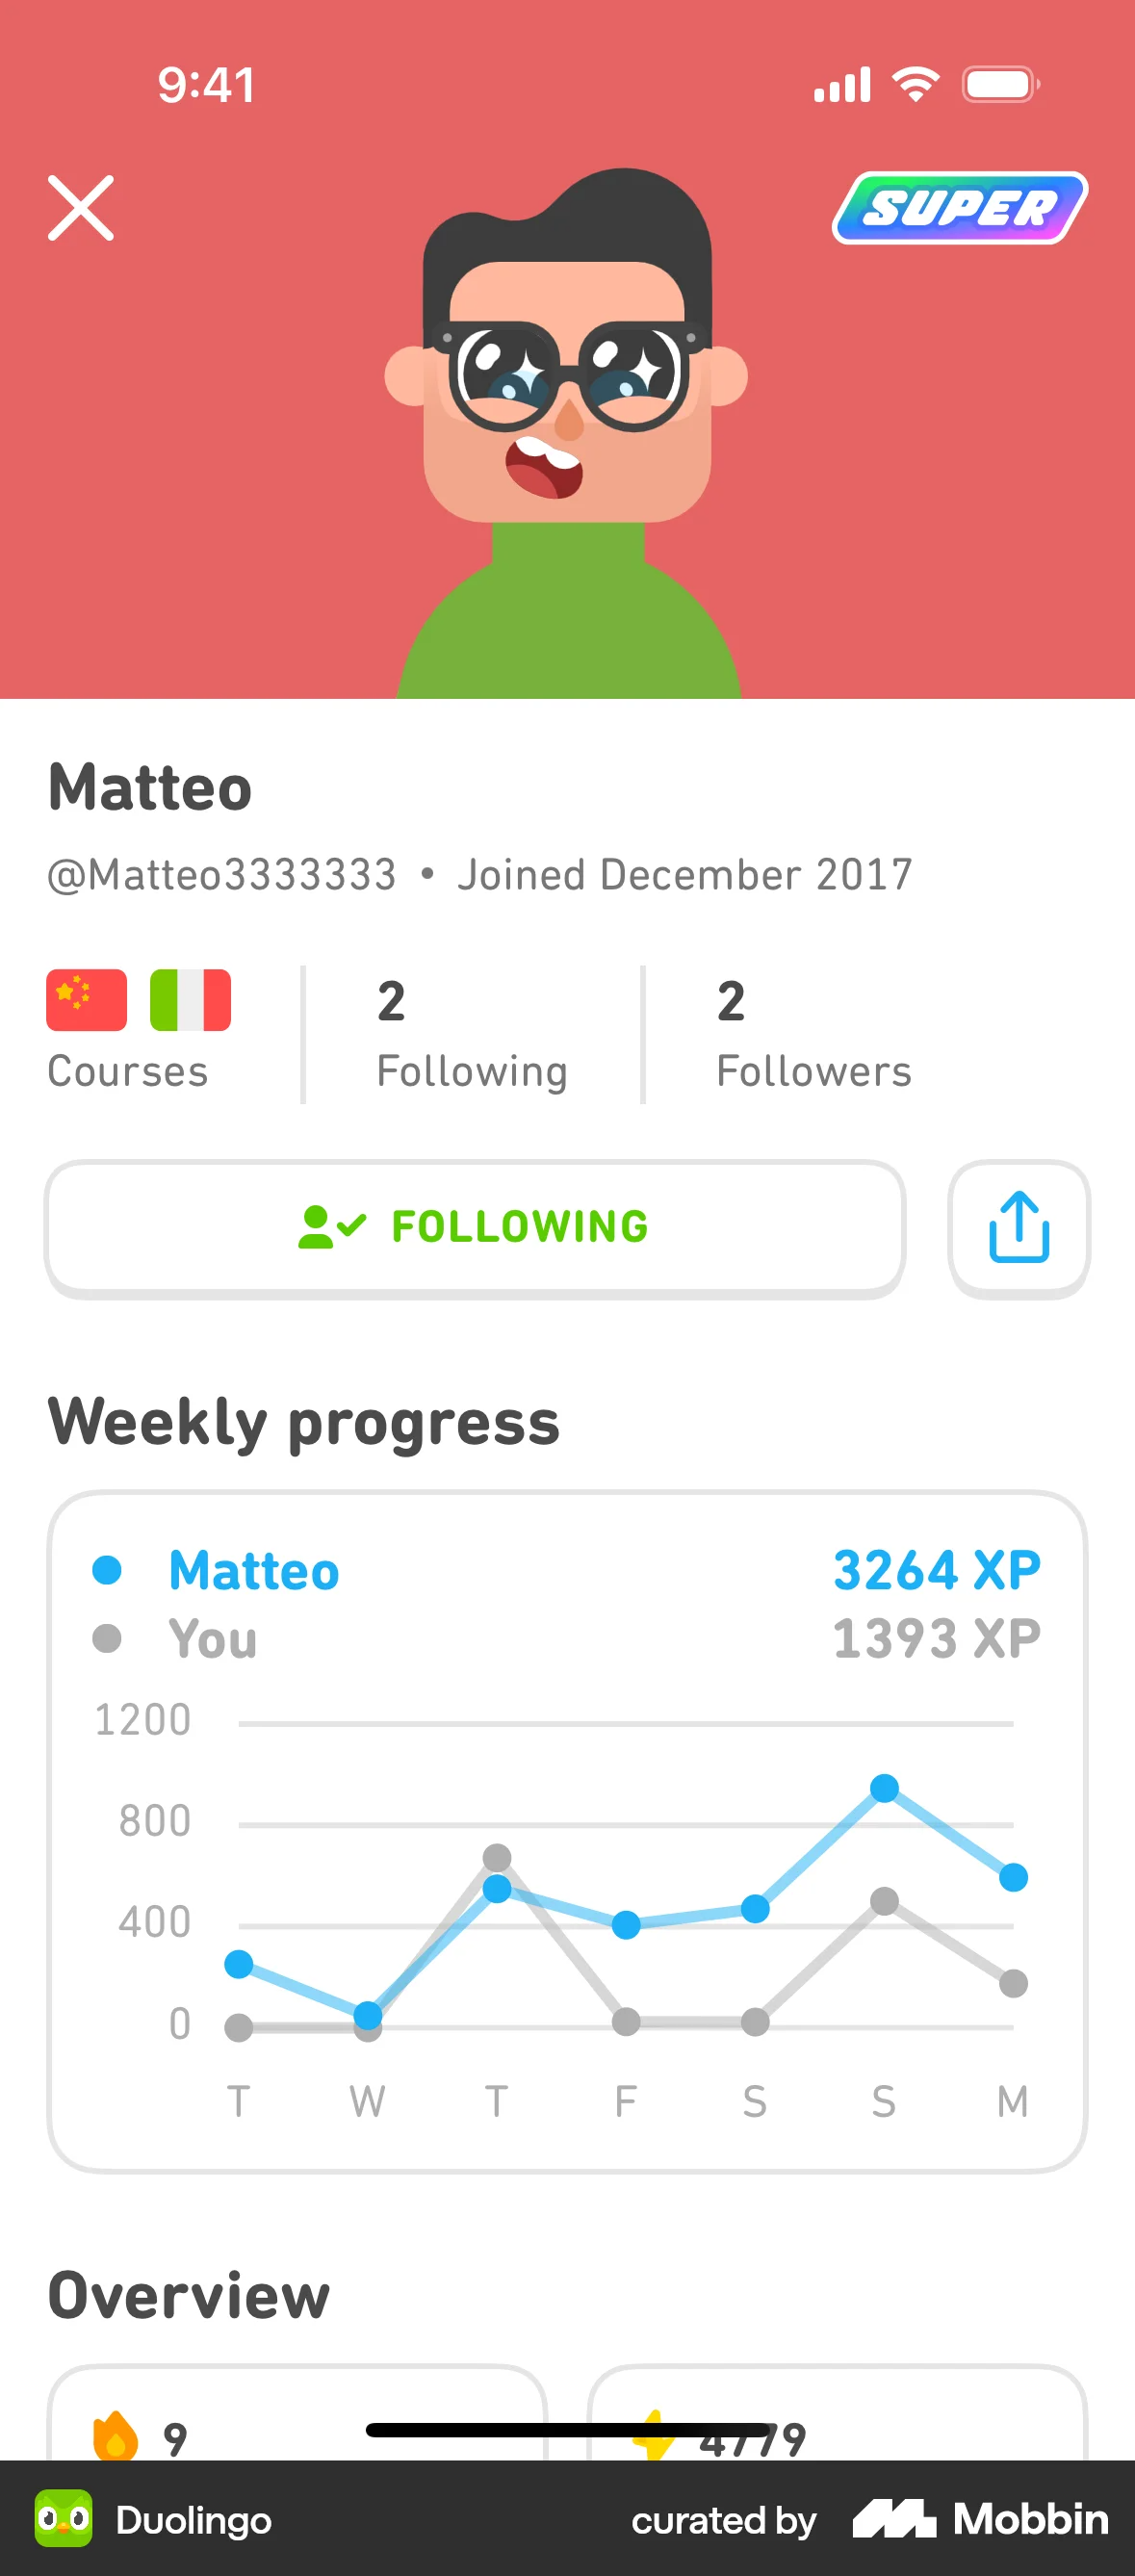 9:41
SUPER
Matteo
@Matteo3333333 • Joined December 2017
2
2
Courses
Following
Followers
FOLLOWING
Weekly progress
Matteo 3264 XP
You 1393 XP
1200
800
400
0
T W T F S S M
Overview
9
4779
Duolingo
curated by Mobbin